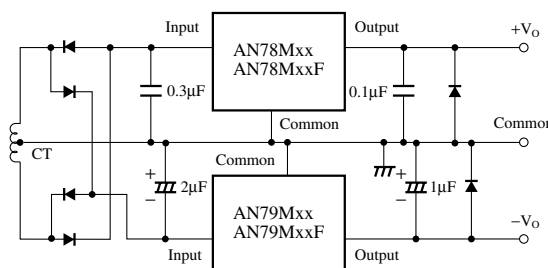 Input
AN78Mxx
AN78MxxF
Output
+VO
0.3µF
0.1µF
Common
Common
CT
Common
+
−
2µF
AN79Mxx
AN79MxxF
+
−
1µF
Input
Output
−VO